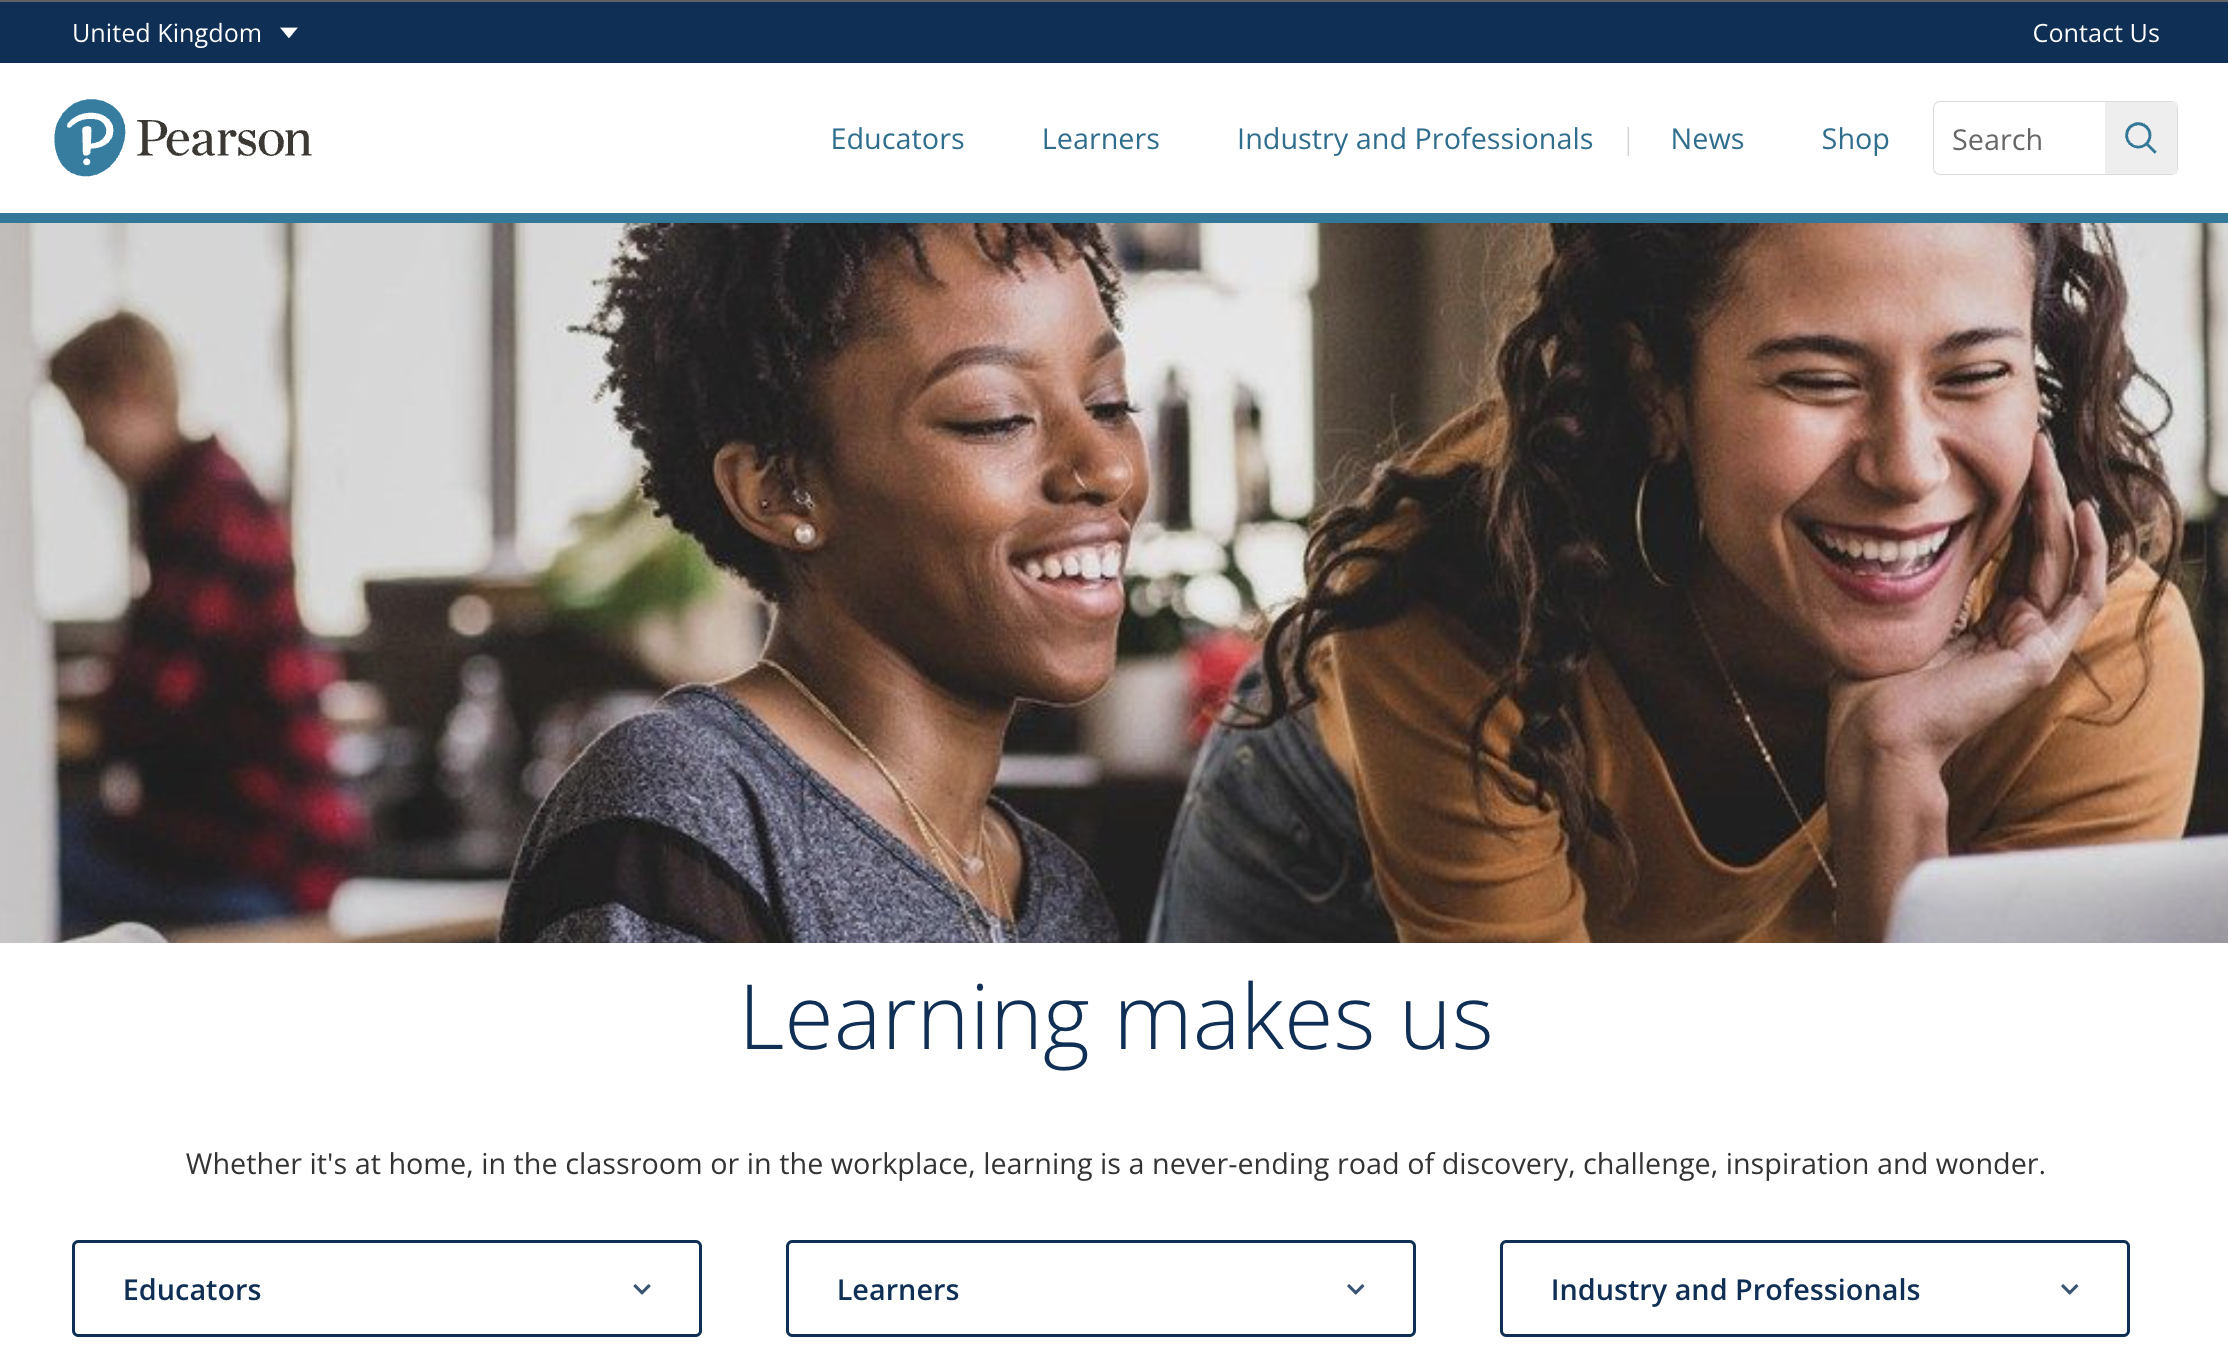 United Kingdom
Contact Us
Pearson
Educators
Learners
Industry and Professionals
News
Shop
Search
Learning makes us
Whether it's at home, in the classroom or in the workplace, learning is a never-ending road of discovery, challenge, inspiration and wonder.
Educators
Learners
Industry and Professionals